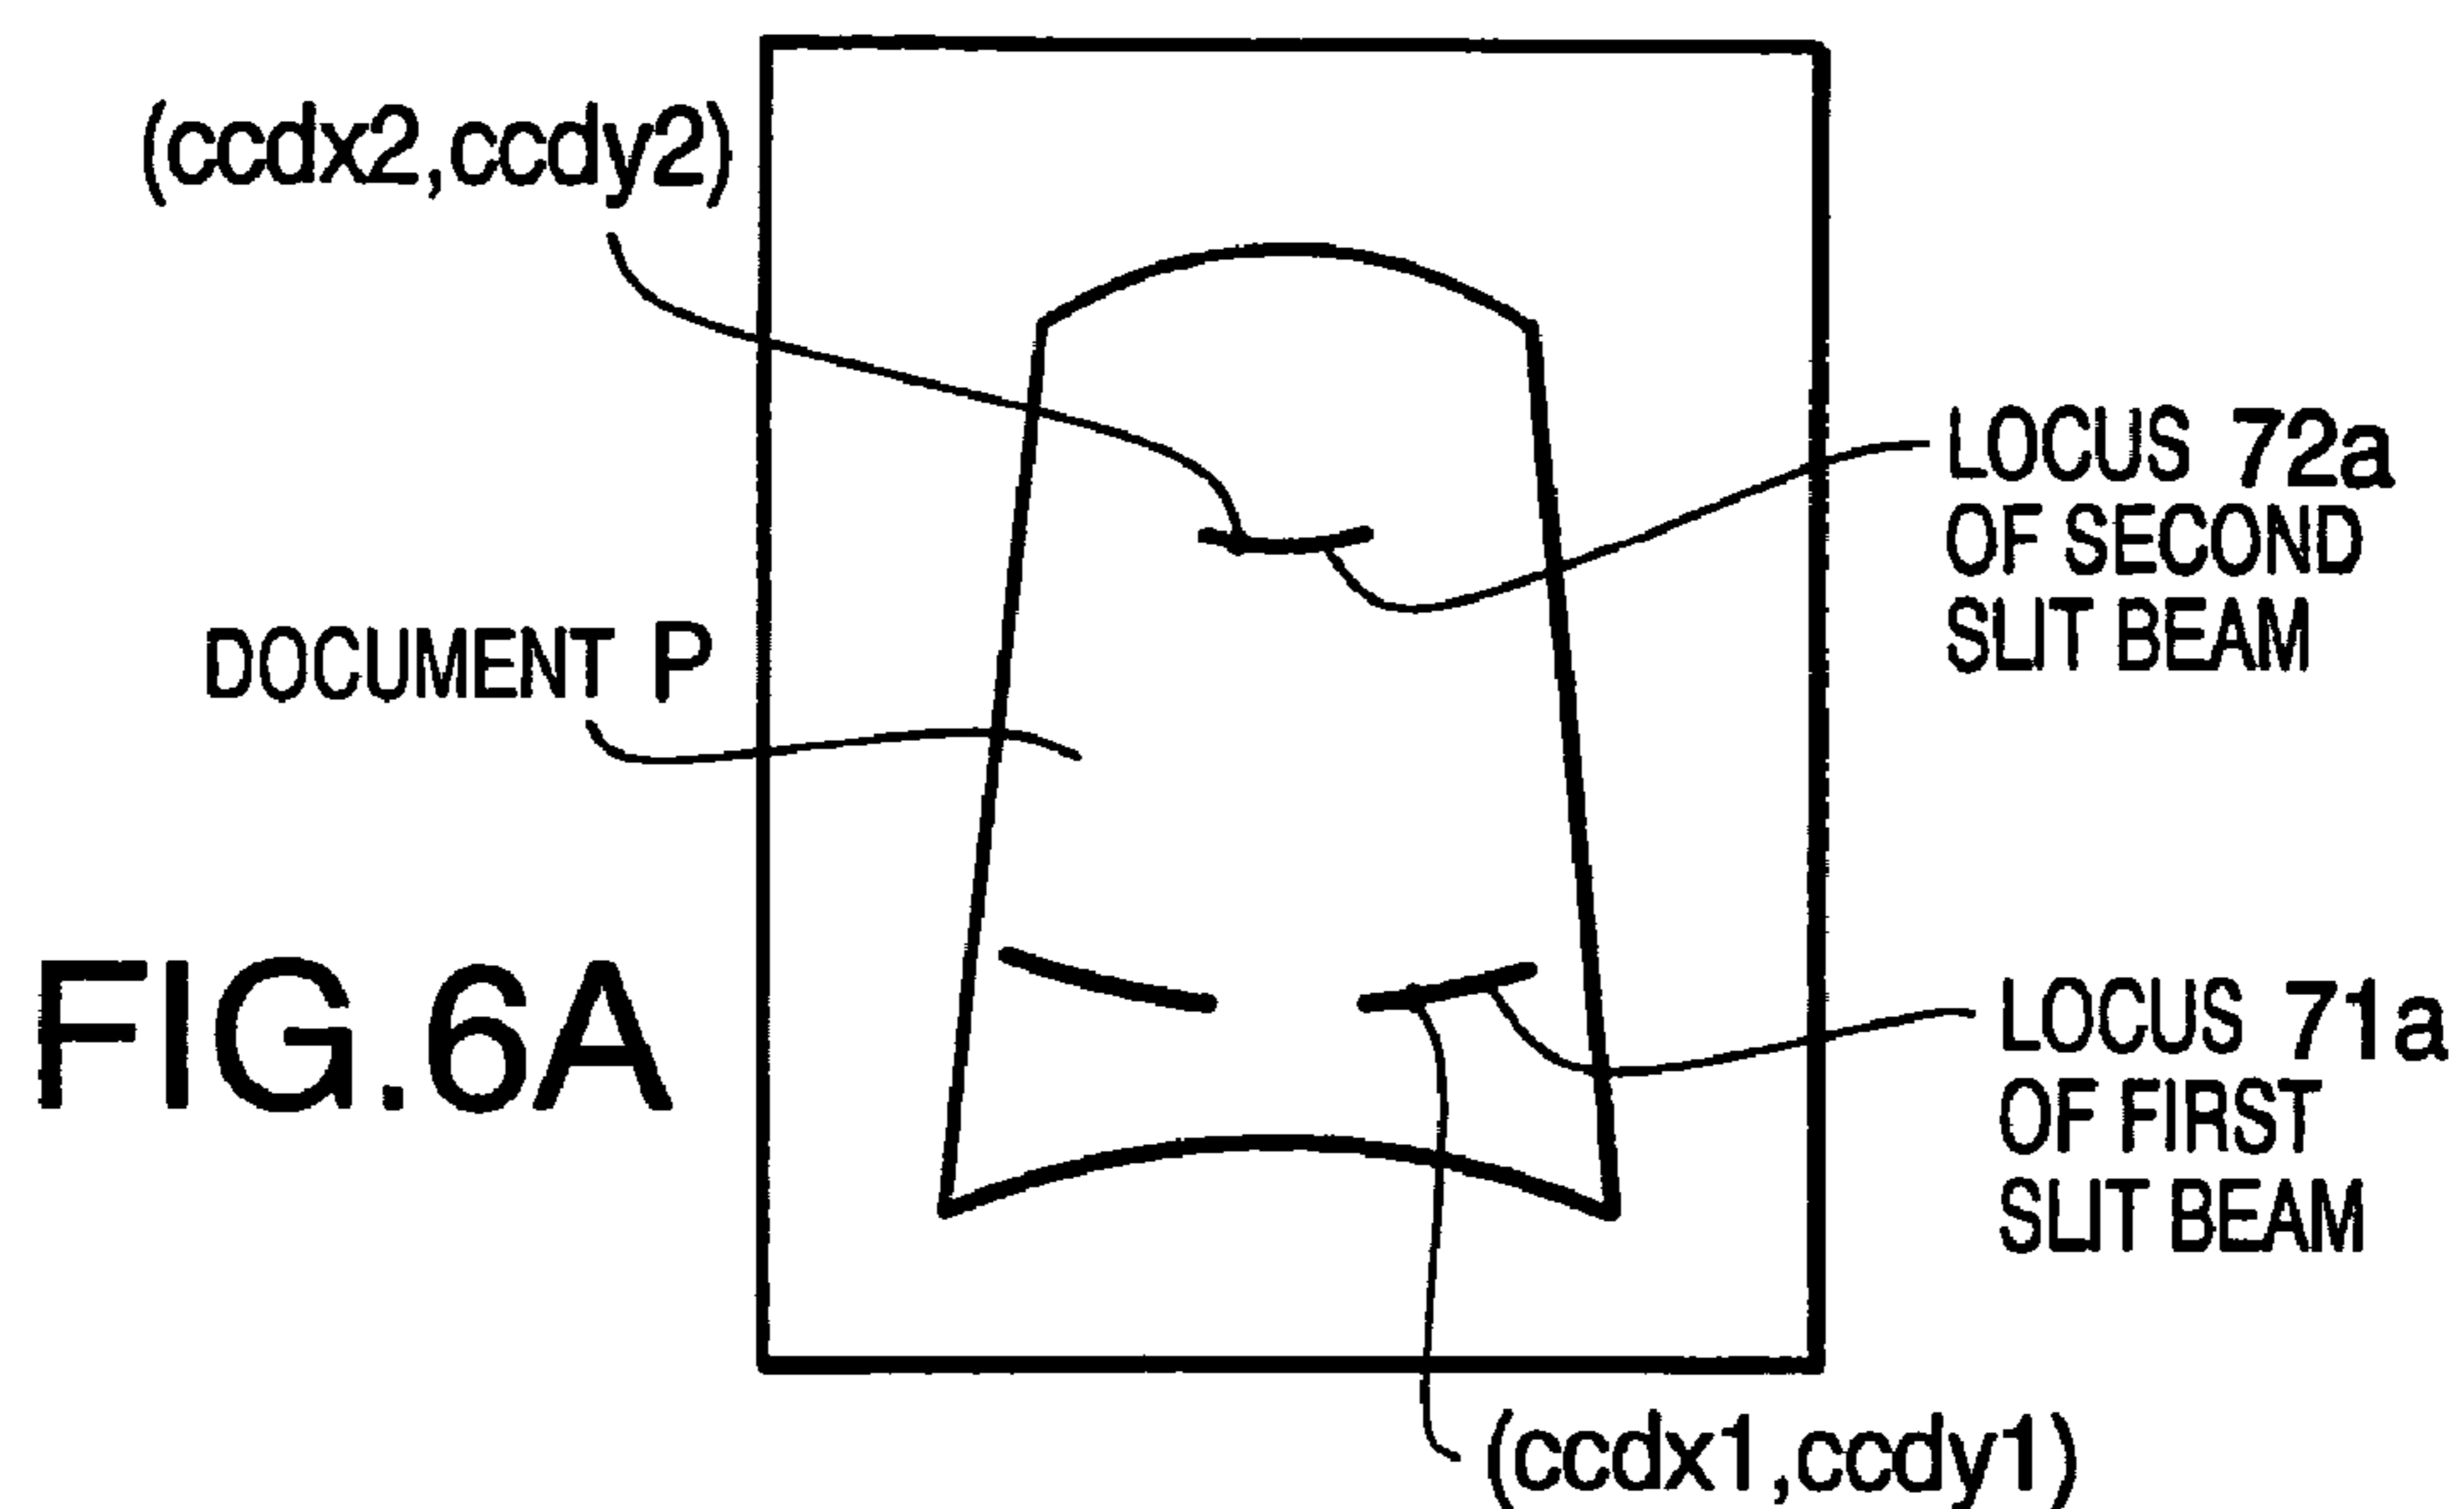 (ccdx2,ccdy2)
LOCUS 72a
OF SECOND
SLIT BEAM
DOCUMENT P
FIG.6A
LOCUS 71a
OF FIRST
SLIT BEAM
(ccdx1,ccdy1)